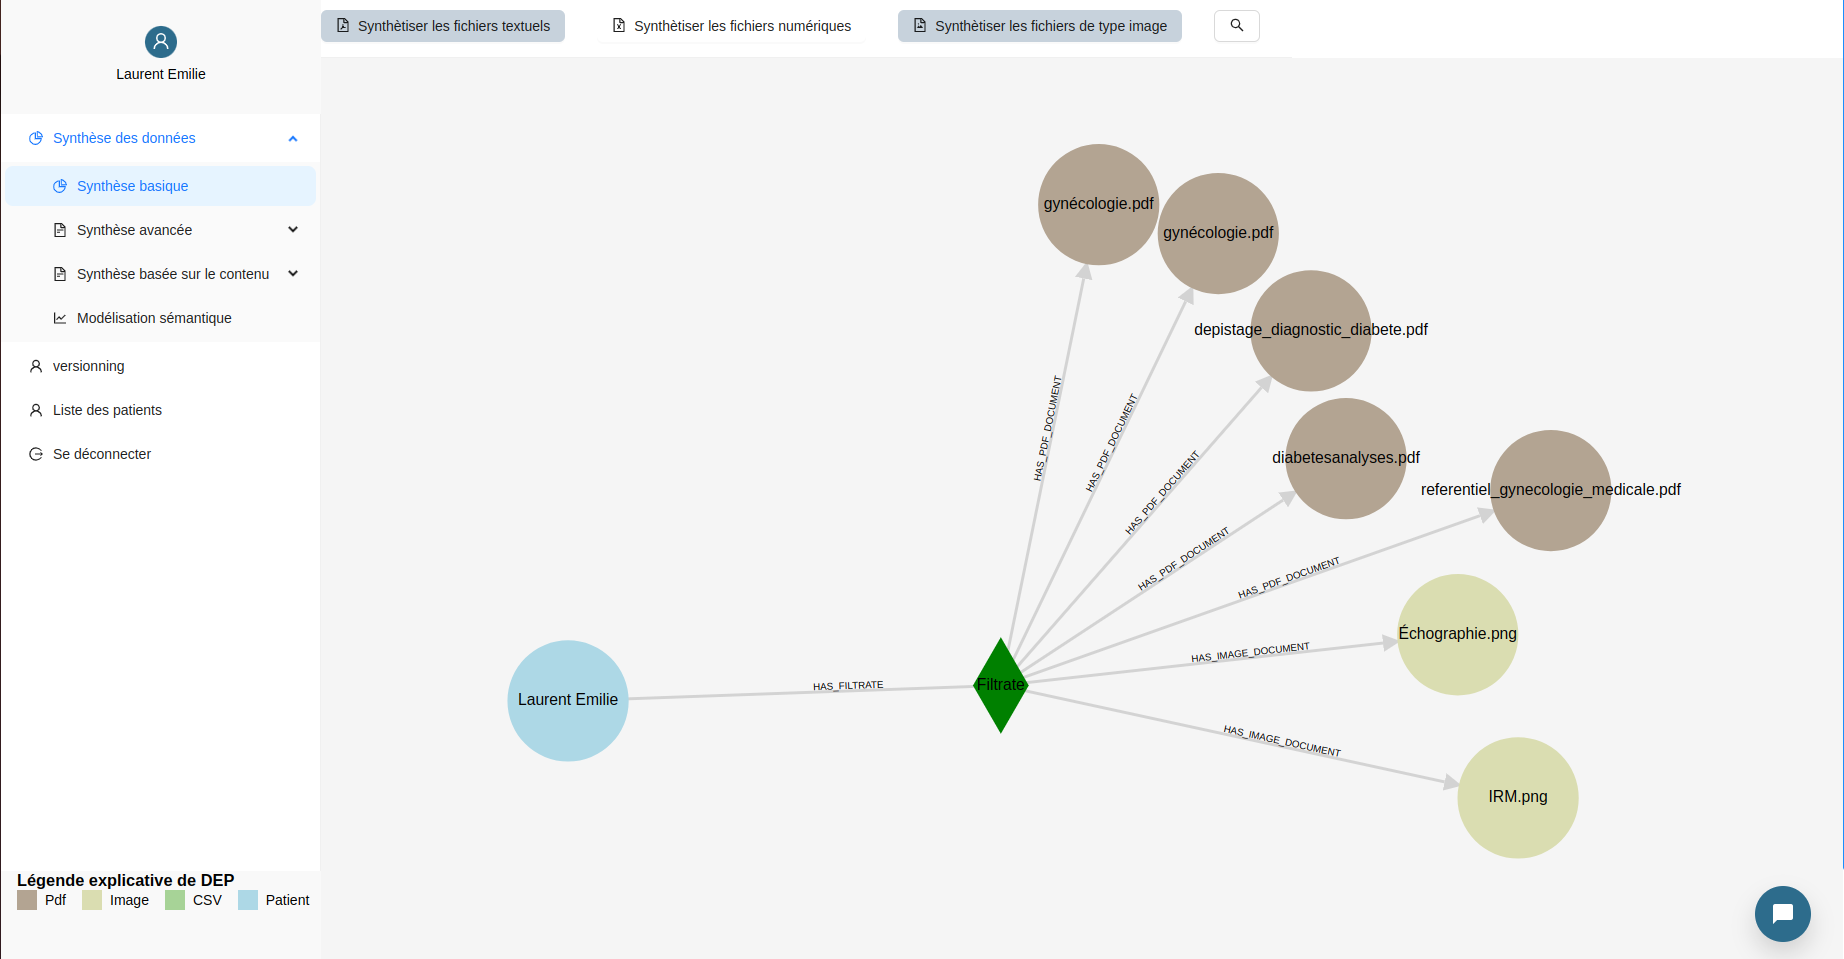 Laurent Emilie
Synthèse des données
Synthèse basique
Synthèse avancée
Synthèse basée sur le contenu
Modélisation sémantique
versionning
Liste des patients
Se déconnecter
Légende explicative de DEP
Pdf Image CSV Patient
Synthètiser les fichiers textuels
Synthètiser les fichiers numériques
Synthètiser les fichiers de type image
gynécologie.pdf
gynécologie.pdf
depistage_diagnostic_diabete.pdf
diabetesanalyses.pdf
referentiel_gynecologie_medicale.pdf
HAS_PDF_DOCUMENT
HAS_PDF_DOCUMENT
HAS_PDF_DOCUMENT
HAS_PDF_DOCUMENT
HAS_PDF_DOCUMENT
Échographie.png
HAS_IMAGE_DOCUMENT
Laurent Emilie
HAS_FILTRATE
Filtrate
HAS_IMAGE_DOCUMENT
IRM.png